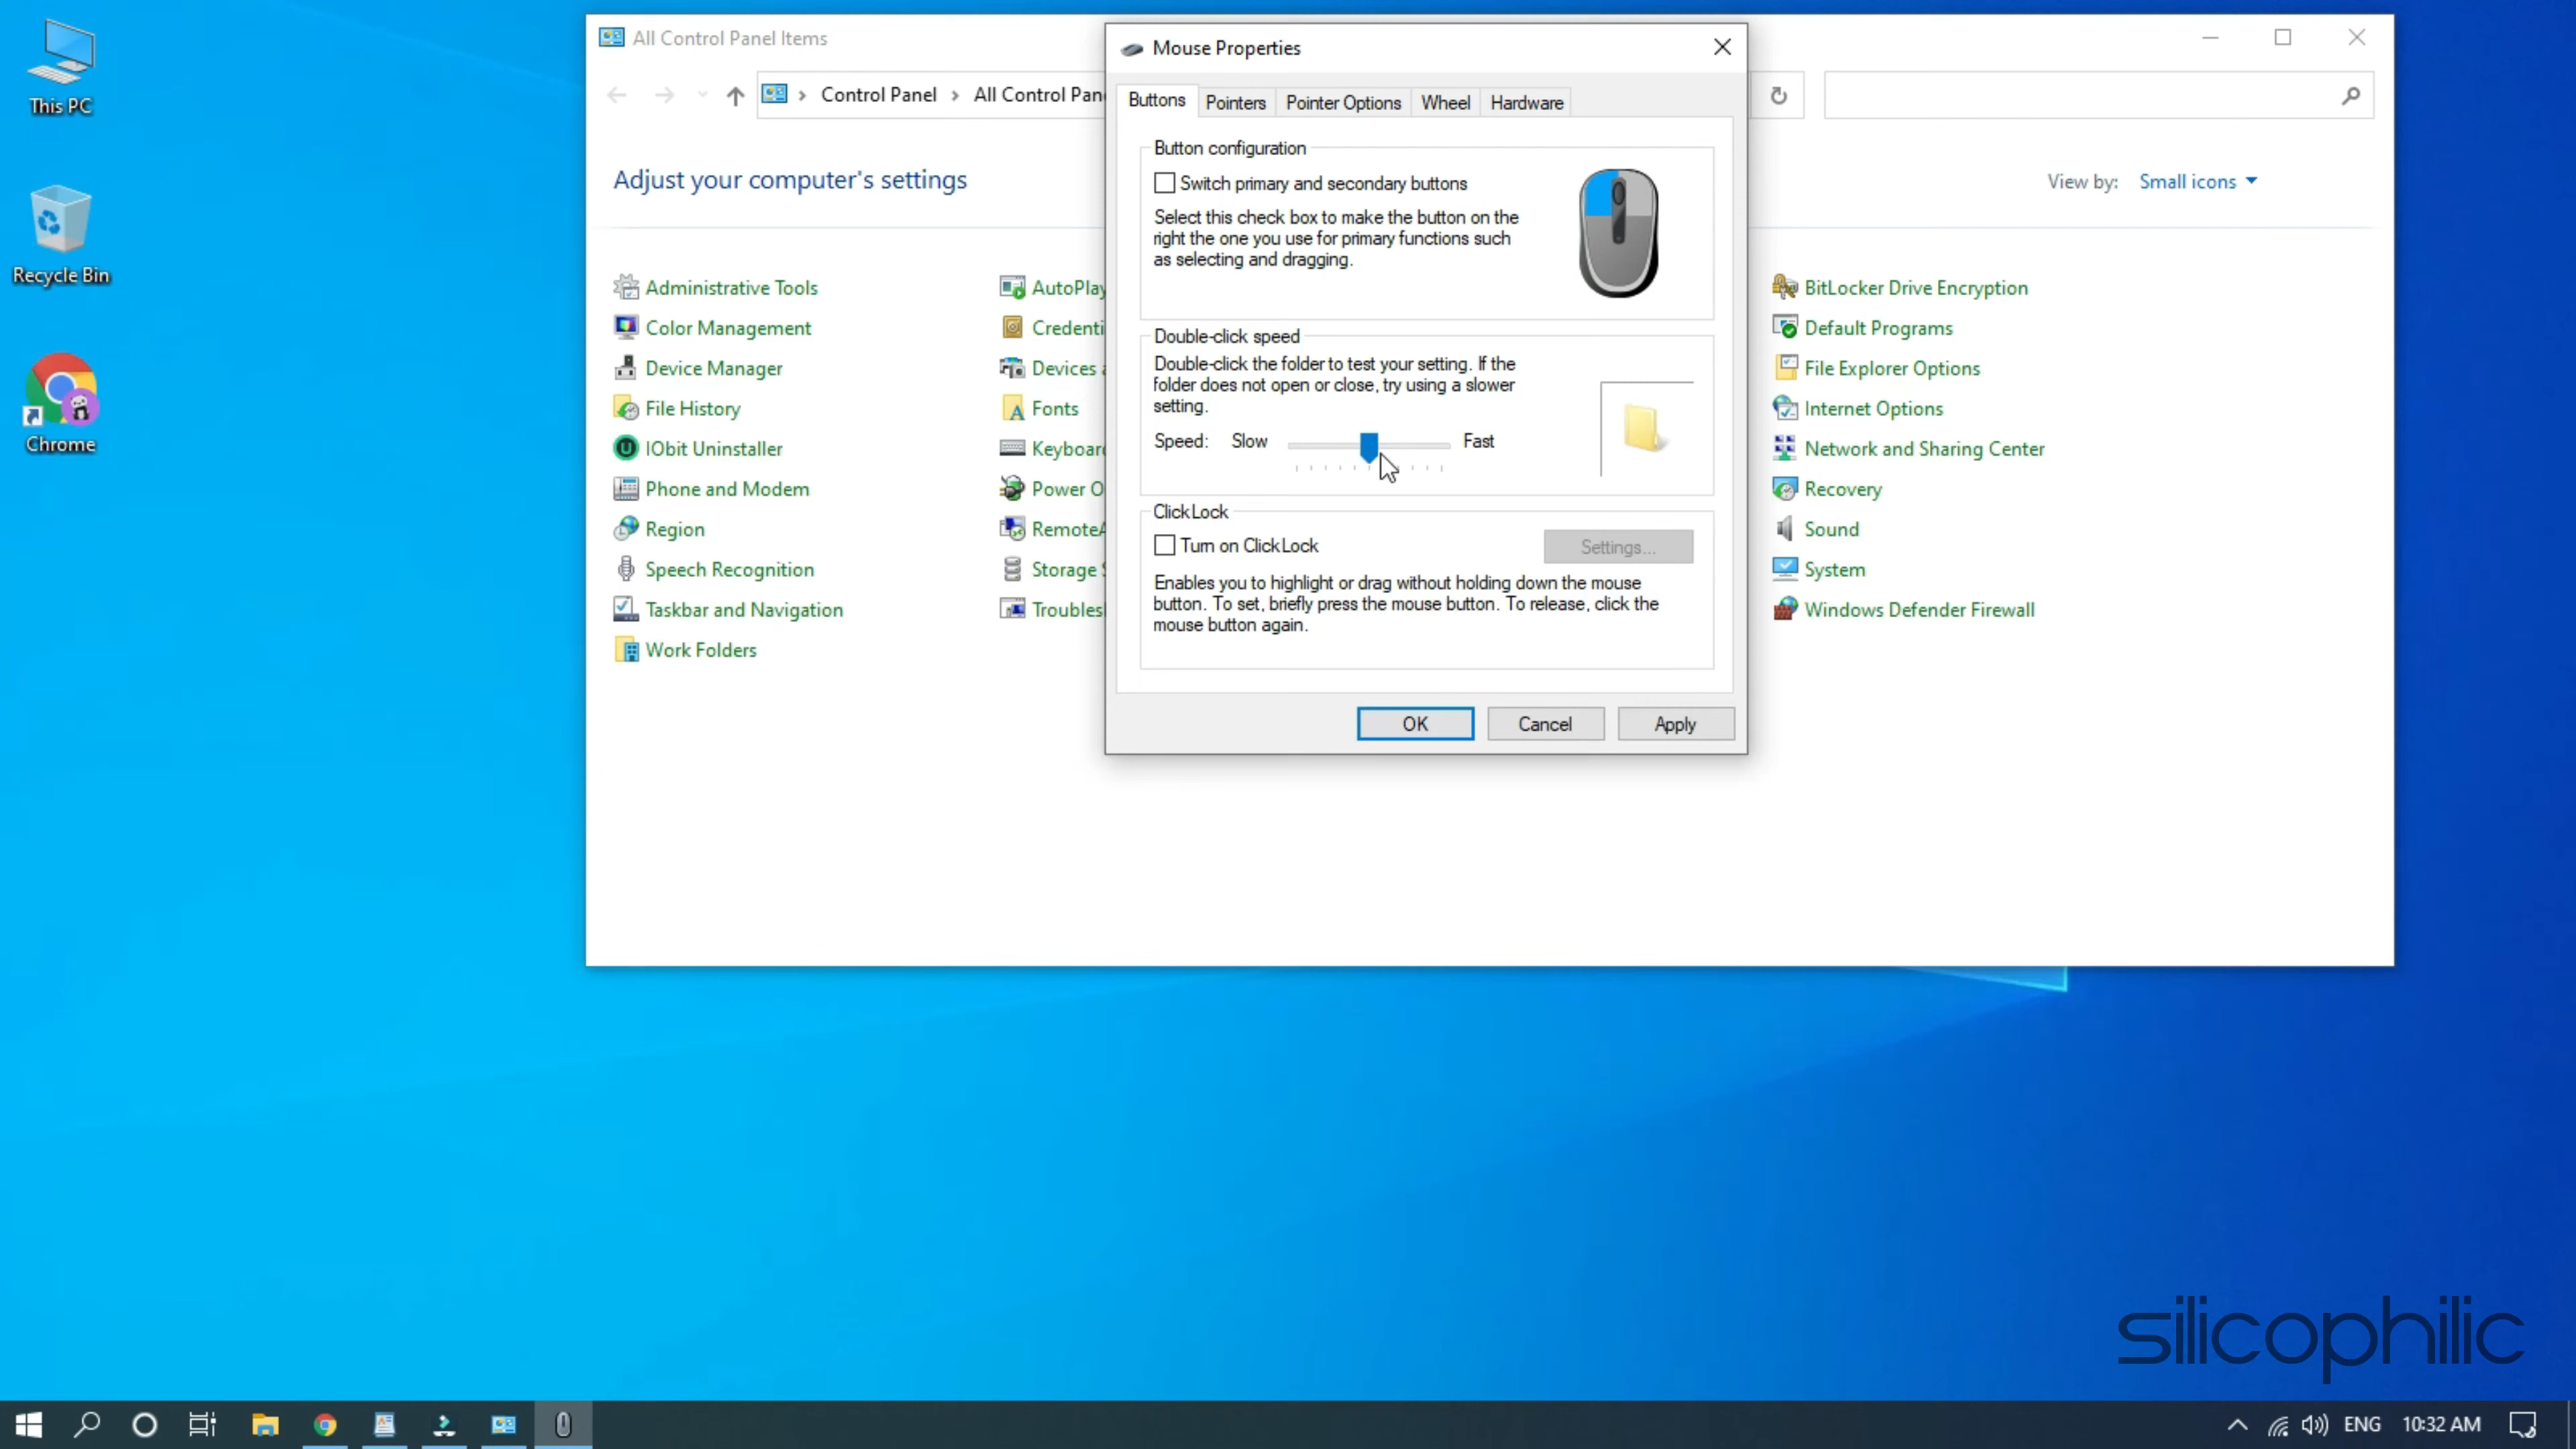 This PC
Recycle Bin
Chrome
All Control Panel Items
Control Panel
All Control Pan
Adjust your computer's settings
View by: Small icons
Administrative Tools
Color Management
Device Manager
File History
IObit Uninstaller
Phone and Modem
Region
Speech Recognition
Taskbar and Navigation
Work Folders
AutoPlay
Credenti
Devices a
Fonts
Keyboard
Power O
RemoteA
Storage S
Troubles
BitLocker Drive Encryption
Default Programs
File Explorer Options
Internet Options
Network and Sharing Center
Recovery
Sound
System
Windows Defender Firewall
Mouse Properties
Buttons Pointers Pointer Options Wheel Hardware
Button configuration
Switch primary and secondary buttons
Select this check box to make the button on the
right the one you use for primary functions such
as selecting and dragging.
Double-click speed
Double-click the folder to test your setting. If the
folder does not open or close, try using a slower
setting.
Speed: Slow Fast
ClickLock
Turn on ClickLock
Settings...
Enables you to highlight or drag without holding down the mouse
button. To set, briefly press the mouse button. To release, click the
mouse button again.
OK Cancel Apply
silicophilic
ENG 10:32 AM